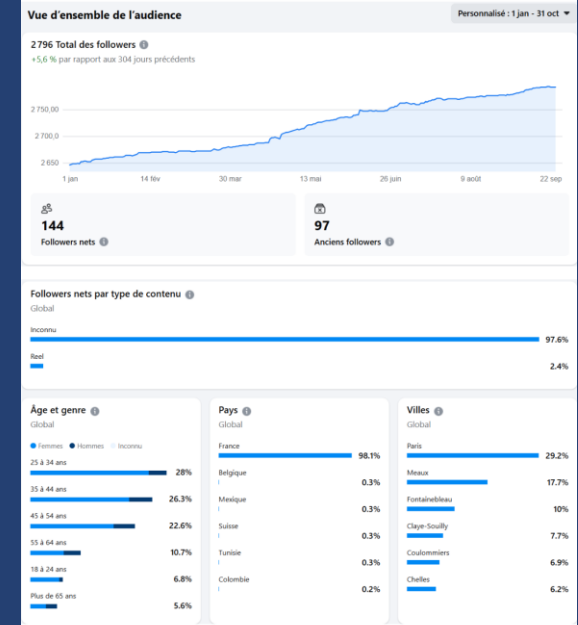 Vue d'ensemble de l'audience
Personnalisé : 1 jan - 31 oct
2 796 Total des followers
+5,6 % par rapport aux 304 jours précédents
2 750,00
2 700,0
2 650
1 jan 14 fév 30 mar 13 mai 26 juin 9 août 22 sep
144
Followers nets
97
Anciens followers
Followers nets par type de contenu
Global
Inconnu
97.6%
Reel
2.4%
Âge et genre
Global
Femmes Hommes Inconnu
25 à 34 ans
28%
35 à 44 ans
26.3%
45 à 54 ans
22.6%
55 à 64 ans
10.7%
18 à 24 ans
6.8%
Plus de 65 ans
5.6%
Pays
Global
France
98.1%
Belgique
0.3%
Mexique
0.3%
Suisse
0.3%
Tunisie
0.3%
Colombie
0.2%
Villes
Global
Paris
29.2%
Meaux
17.7%
Fontainebleau
10%
Claye-Souilly
7.7%
Coulommiers
6.9%
Chelles
6.2%